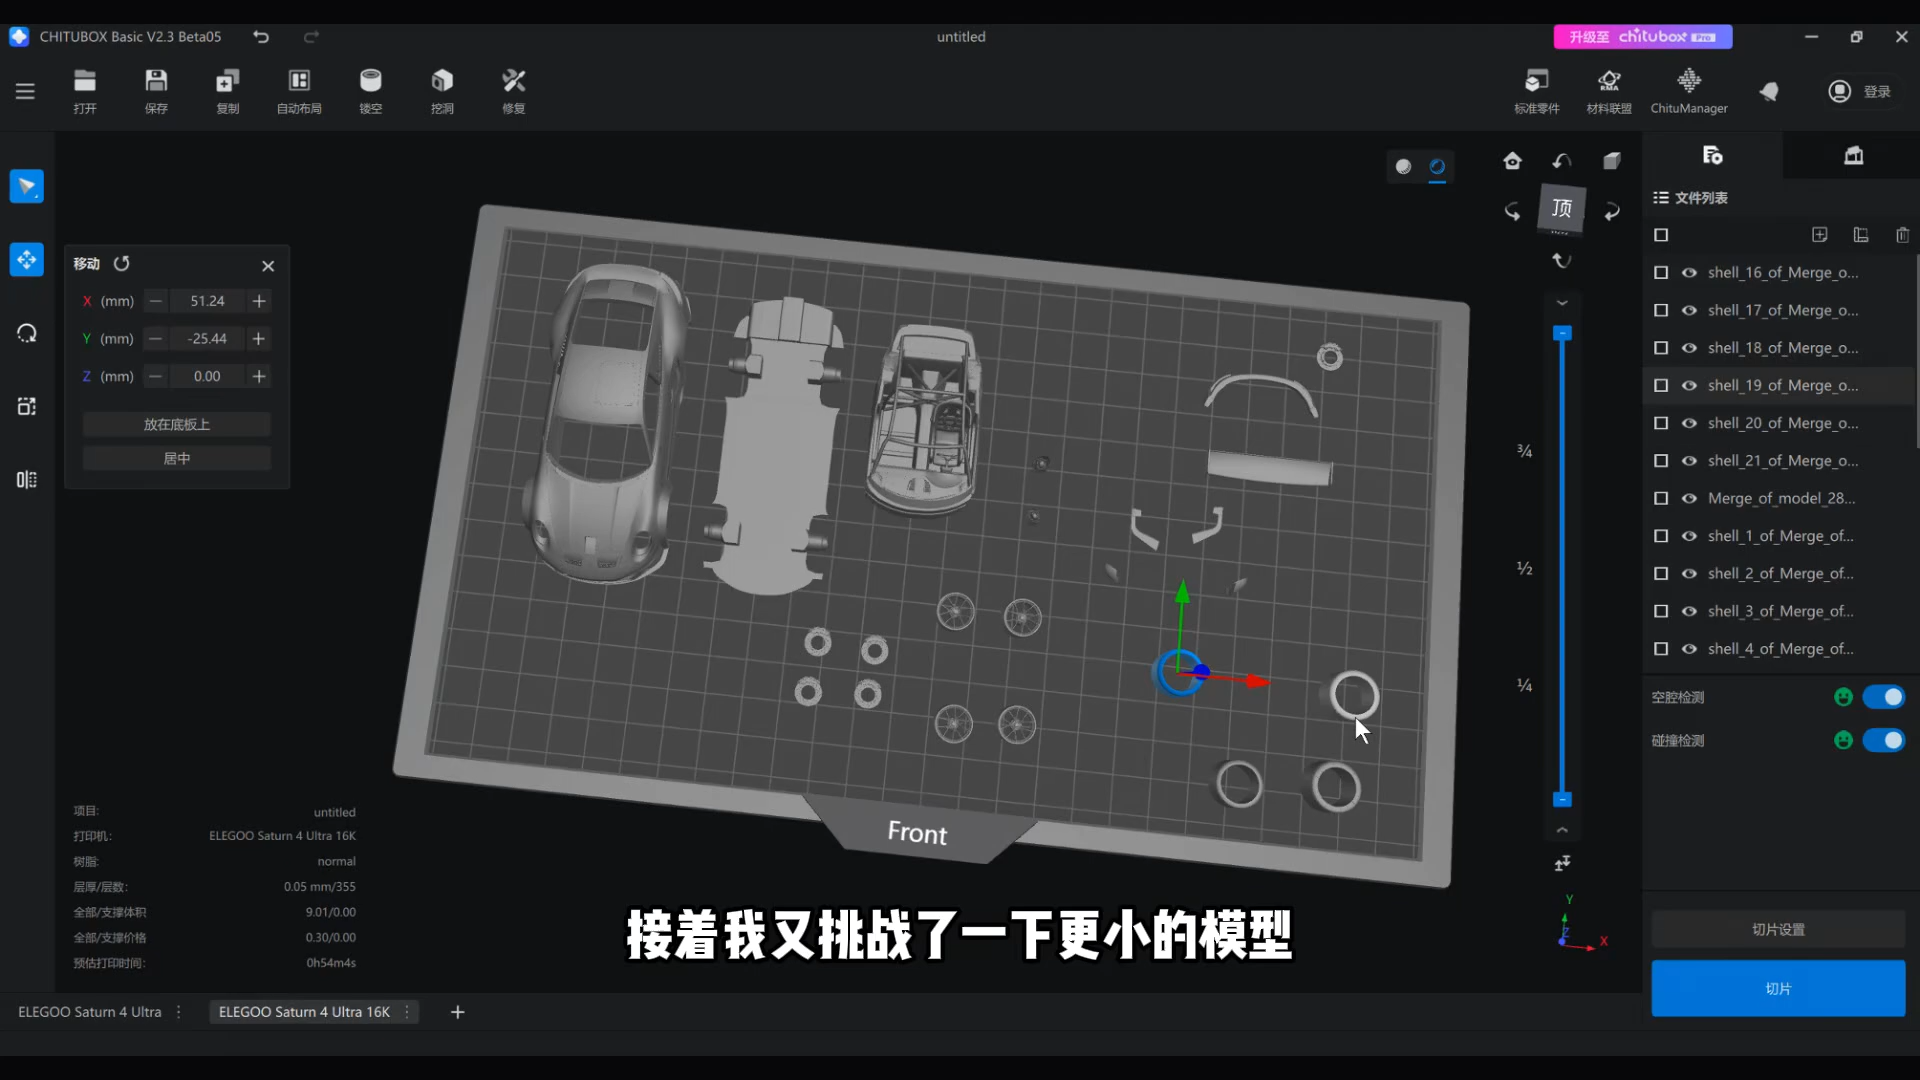 CHITUBOX Basic V2.3 Beta05
untitled
升级至 chitubox Pro
打开
保存
复制
自动布局
镂空
挖洞
修复
标准零件
材料联盟
ChituManager
登录
顶
文件列表
移动
X (mm) 51.24
Y (mm) -25.44
Z (mm) 0.00
放在底板上
居中
shell_16_of_Merge_o...
shell_17_of_Merge_o...
shell_18_of_Merge_o...
shell_19_of_Merge_o...
shell_20_of_Merge_o...
shell_21_of_Merge_o...
Merge_of_model_28...
shell_1_of_Merge_of...
shell_2_of_Merge_of...
shell_3_of_Merge_of...
shell_4_of_Merge_of...
¾
½
¼
空腔检测
碰撞检测
Front
项目: untitled
打印机: ELEGOO Saturn 4 Ultra 16K
树脂: normal
层厚/层数: 0.05 mm/355
全部/支撑体积 9.01/0.00
全部/支撑价格 0.30/0.00
预估打印时间: 0h54m4s
接着我又挑战了一下更小的模型
Y
Z
X
切片设置
切片
ELEGOO Saturn 4 Ultra
ELEGOO Saturn 4 Ultra 16K